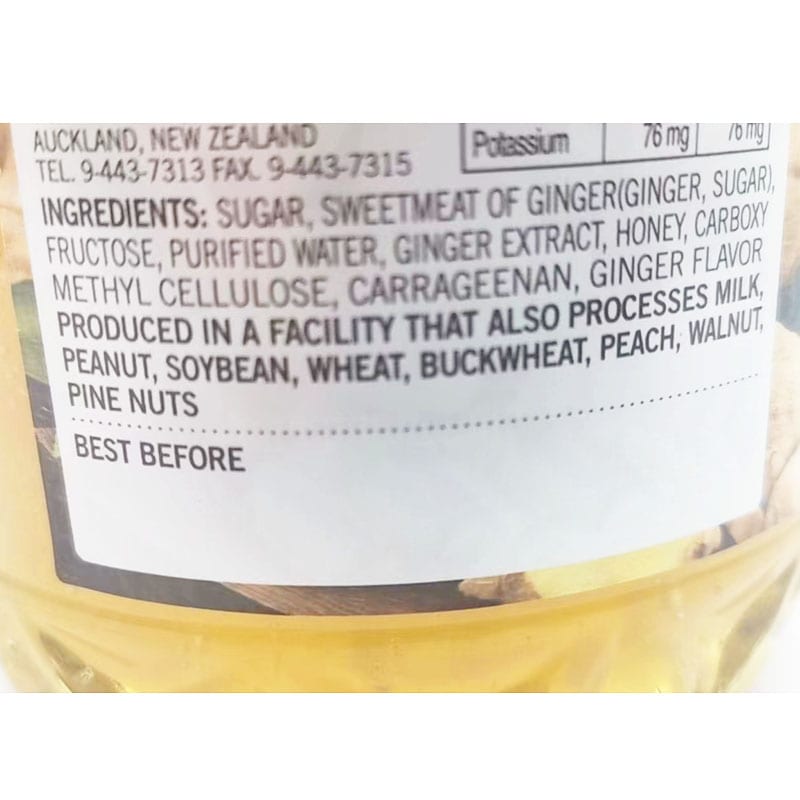 AUCKLAND, NEW ZEALAND
TEL. 9-443-7313 FAX. 9-443-7315
Potassium 76 mg 76 mg
INGREDIENTS: SUGAR, SWEETMEAT OF GINGER(GINGER, SUGAR),
FRUCTOSE, PURIFIED WATER, GINGER EXTRACT, HONEY, CARBOXY
METHYL CELLULOSE, CARRAGEENAN, GINGER FLAVOR
PRODUCED IN A FACILITY THAT ALSO PROCESSES MILK,
PEANUT, SOYBEAN, WHEAT, BUCKWHEAT, PEACH, WALNUT,
PINE NUTS
BEST BEFORE